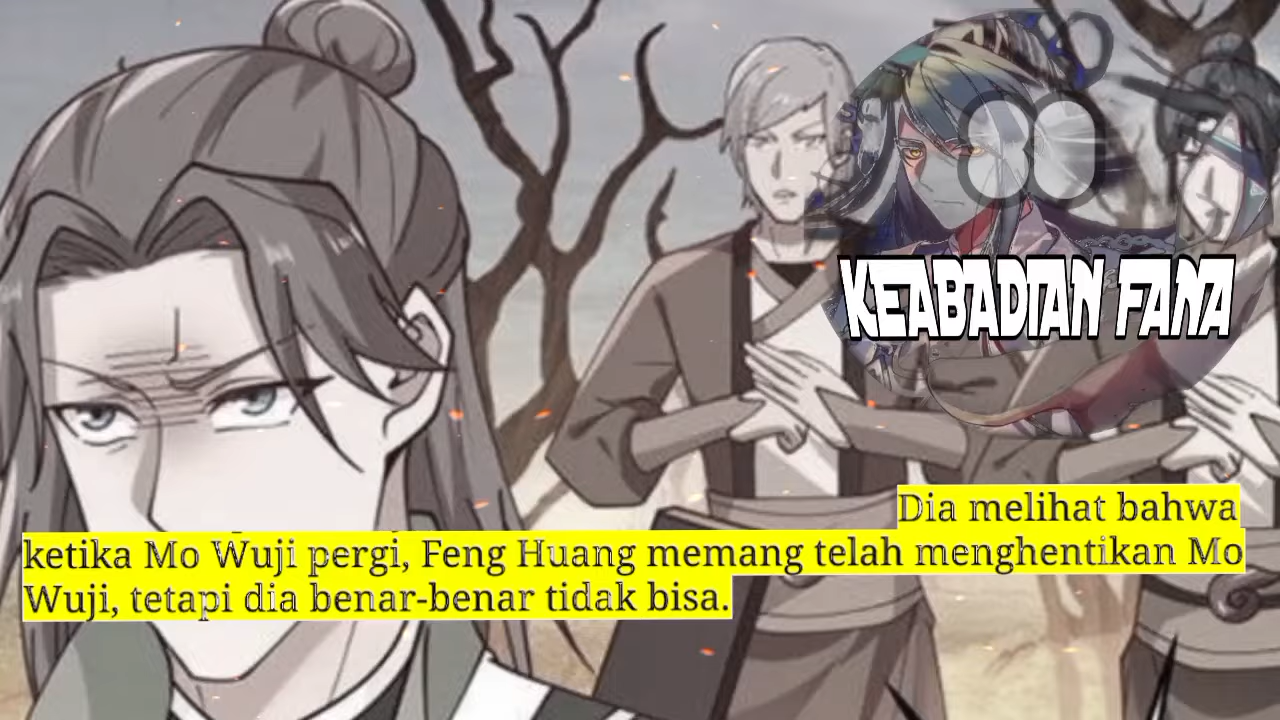 KEABADIAN FANA
Dia melihat bahwa
ketika Mo Wuji pergi, Feng Huang memang telah menghentikan Mo
Wuji, tetapi dia benar-benar tidak bisa.